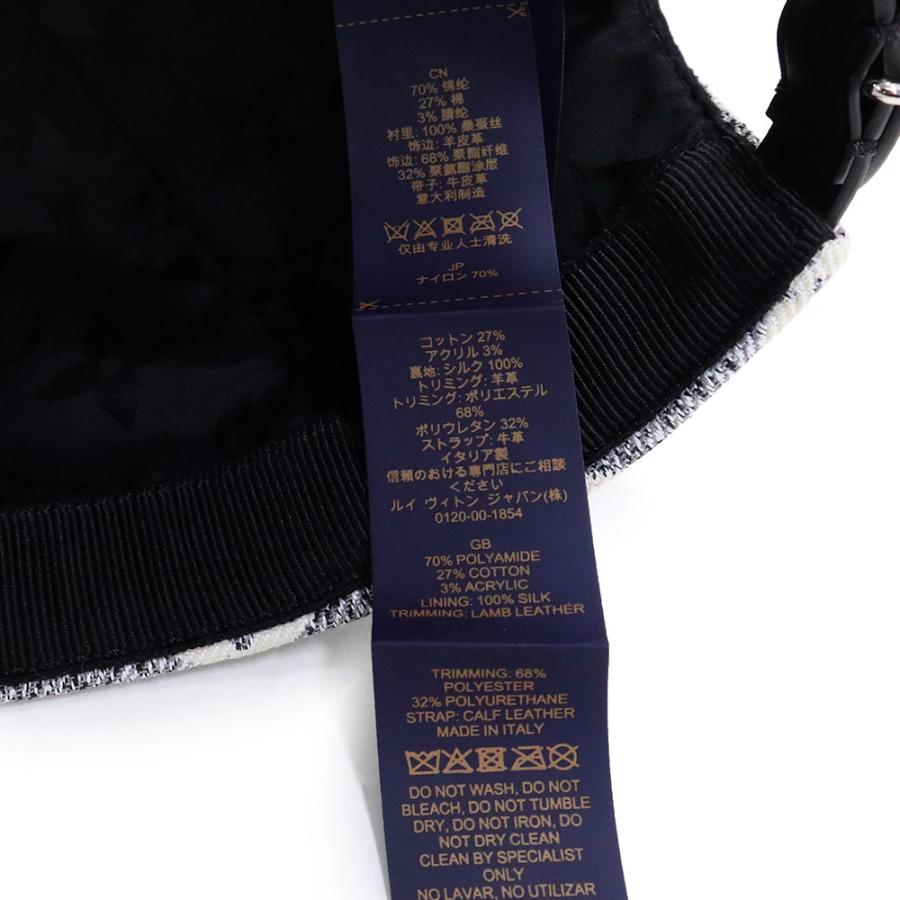 CN
70% 锦纶
27% 棉
3% 腈纶
衬里: 100% 桑蚕丝
饰边: 羊皮革
饰边: 68% 聚酯纤维
32% 聚氨酯涂层
带子: 牛皮革
意大利制造
仅由专业人士清洗
JP
ナイロン 70%
コットン 27%
アクリル 3%
裏地: シルク 100%
トリミング: 羊革
トリミング: ポリエステル
68%
ポリウレタン 32%
ストラップ: 牛革
イタリア製
信頼のおける専門店にご相談
ください
ルイ ヴィトン ジャパン(株)
0120-00-1854
GB
70% POLYAMIDE
27% COTTON
3% ACRYLIC
LINING: 100% SILK
TRIMMING: LAMB LEATHER
TRIMMING: 68%
POLYESTER
32% POLYURETHANE
STRAP: CALF LEATHER
MADE IN ITALY
DO NOT WASH, DO NOT
BLEACH, DO NOT TUMBLE
DRY, DO NOT IRON, DO
NOT DRY CLEAN
CLEAN BY SPECIALIST
ONLY
NO LAVAR, NO UTILIZAR